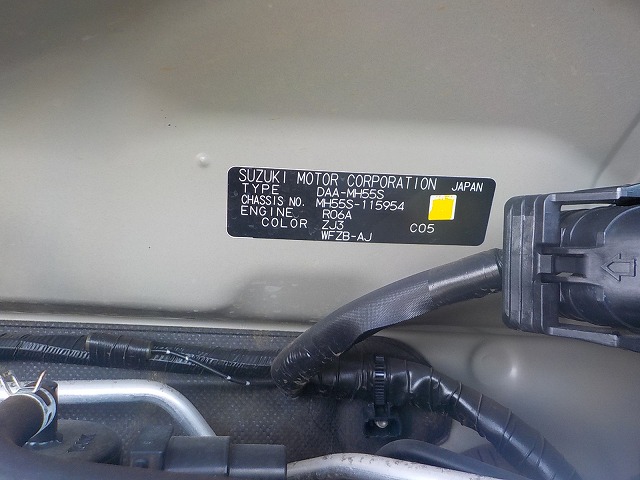 SUZUKI MOTOR CORPORATION JAPAN
TYPE DAA-MH55S
CHASSIS NO. MH55S-115954
ENGINE R06A
COLOR ZJ3 C05
WFZB-AJ